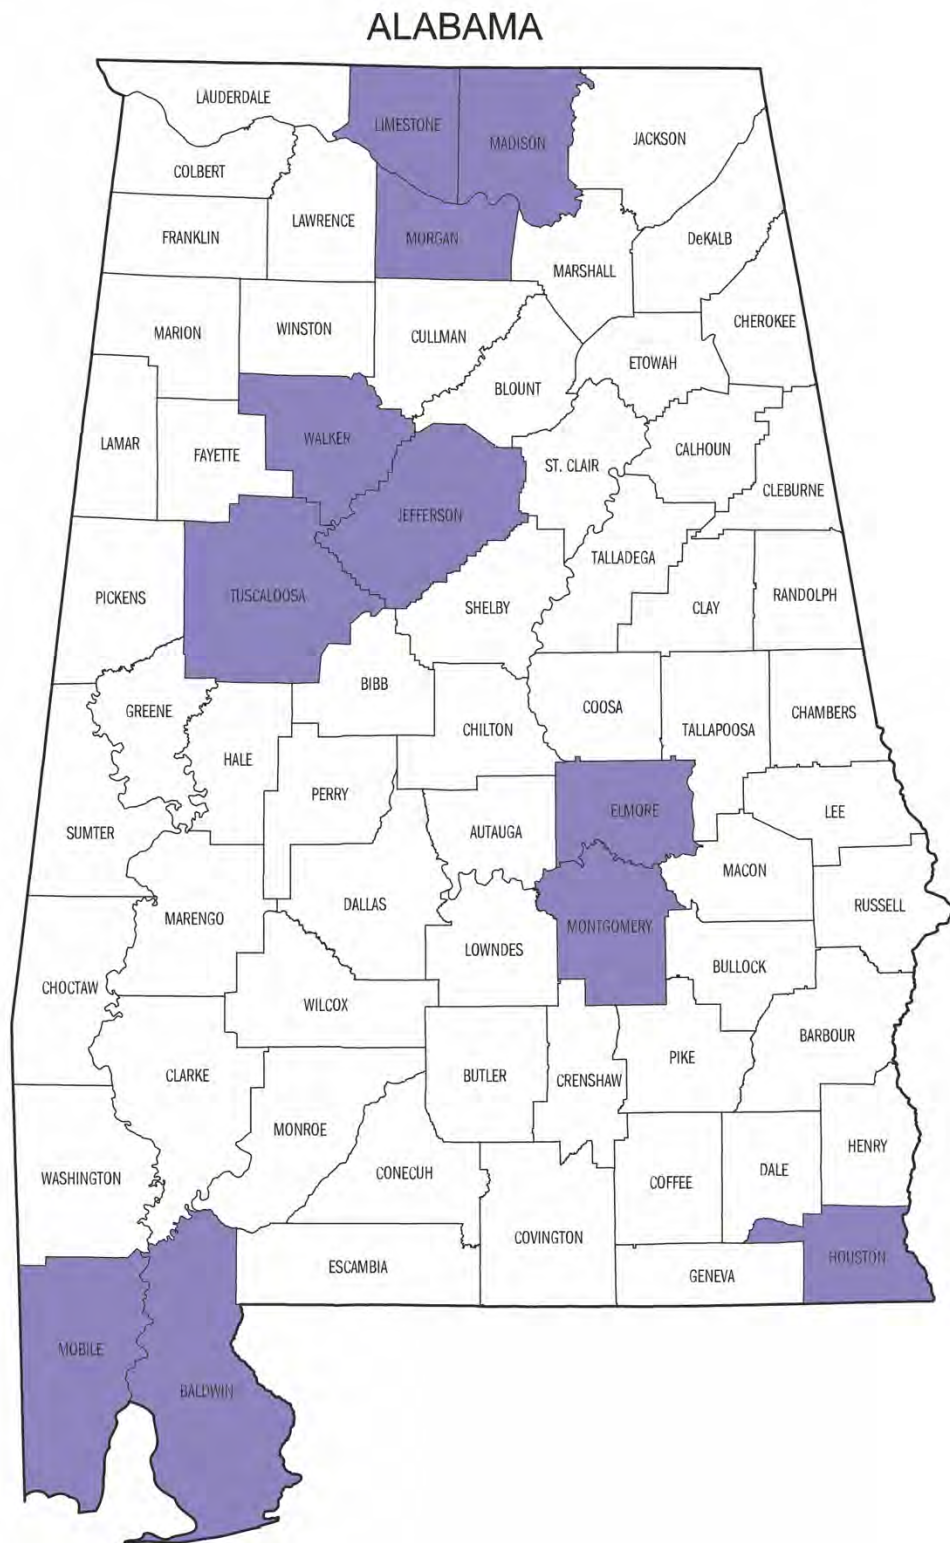 ALABAMA
LAUDERDALE
LIMESTONE
MADISON
JACKSON
COLBERT
LAWRENCE
FRANKLIN
MORGAN
DeKALB
MARSHALL
CHEROKEE
MARION
WINSTON
CULLMAN
ETOWAH
BLOUNT
LAMAR
FAYETTE
WALKER
ST. CLAIR
CALHOUN
CLEBURNE
JEFFERSON
TALLADEGA
PICKENS
TUSCALOOSA
SHELBY
CLAY
RANDOLPH
GREENE
BIBB
COOSA
CHAMBERS
TALLAPOOSA
CHILTON
HALE
PERRY
ELMORE
LEE
SUMTER
AUTAUGA
MACON
MARENGO
DALLAS
RUSSELL
MONTGOMERY
LOWNDES
BULLOCK
CHOCTAW
WILCOX
BARBOUR
CLARKE
BUTLER
CRENSHAW
PIKE
MONROE
HENRY
WASHINGTON
CONECUH
COFFEE
DALE
COVINGTON
HOUSTON
ESCAMBIA
GENEVA
MOBILE
BALDWIN